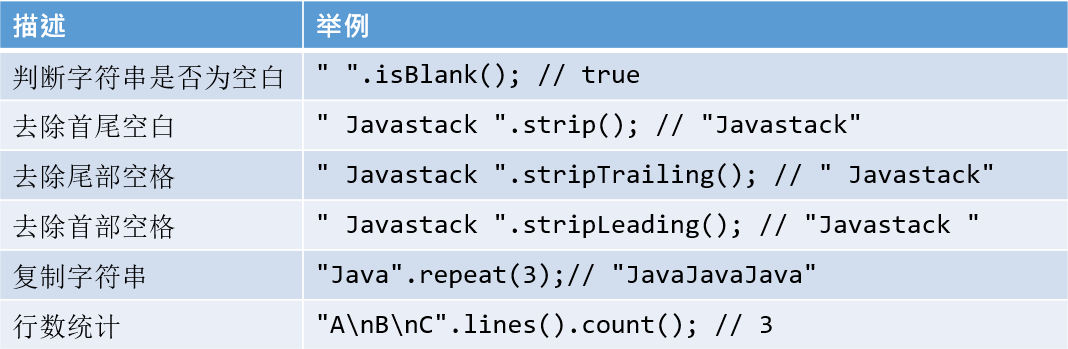 描述 举例
判断字符串是否为空白 " ".isBlank(); // true
去除首尾空白 " Javastack ".strip(); // "Javastack"
去除尾部空格 " Javastack ".stripTrailing(); // " Javastack"
去除首部空格 " Javastack ".stripLeading(); // "Javastack "
复制字符串 "Java".repeat(3);// "JavaJavaJava"
行数统计 "A\nB\nC".lines().count(); // 3